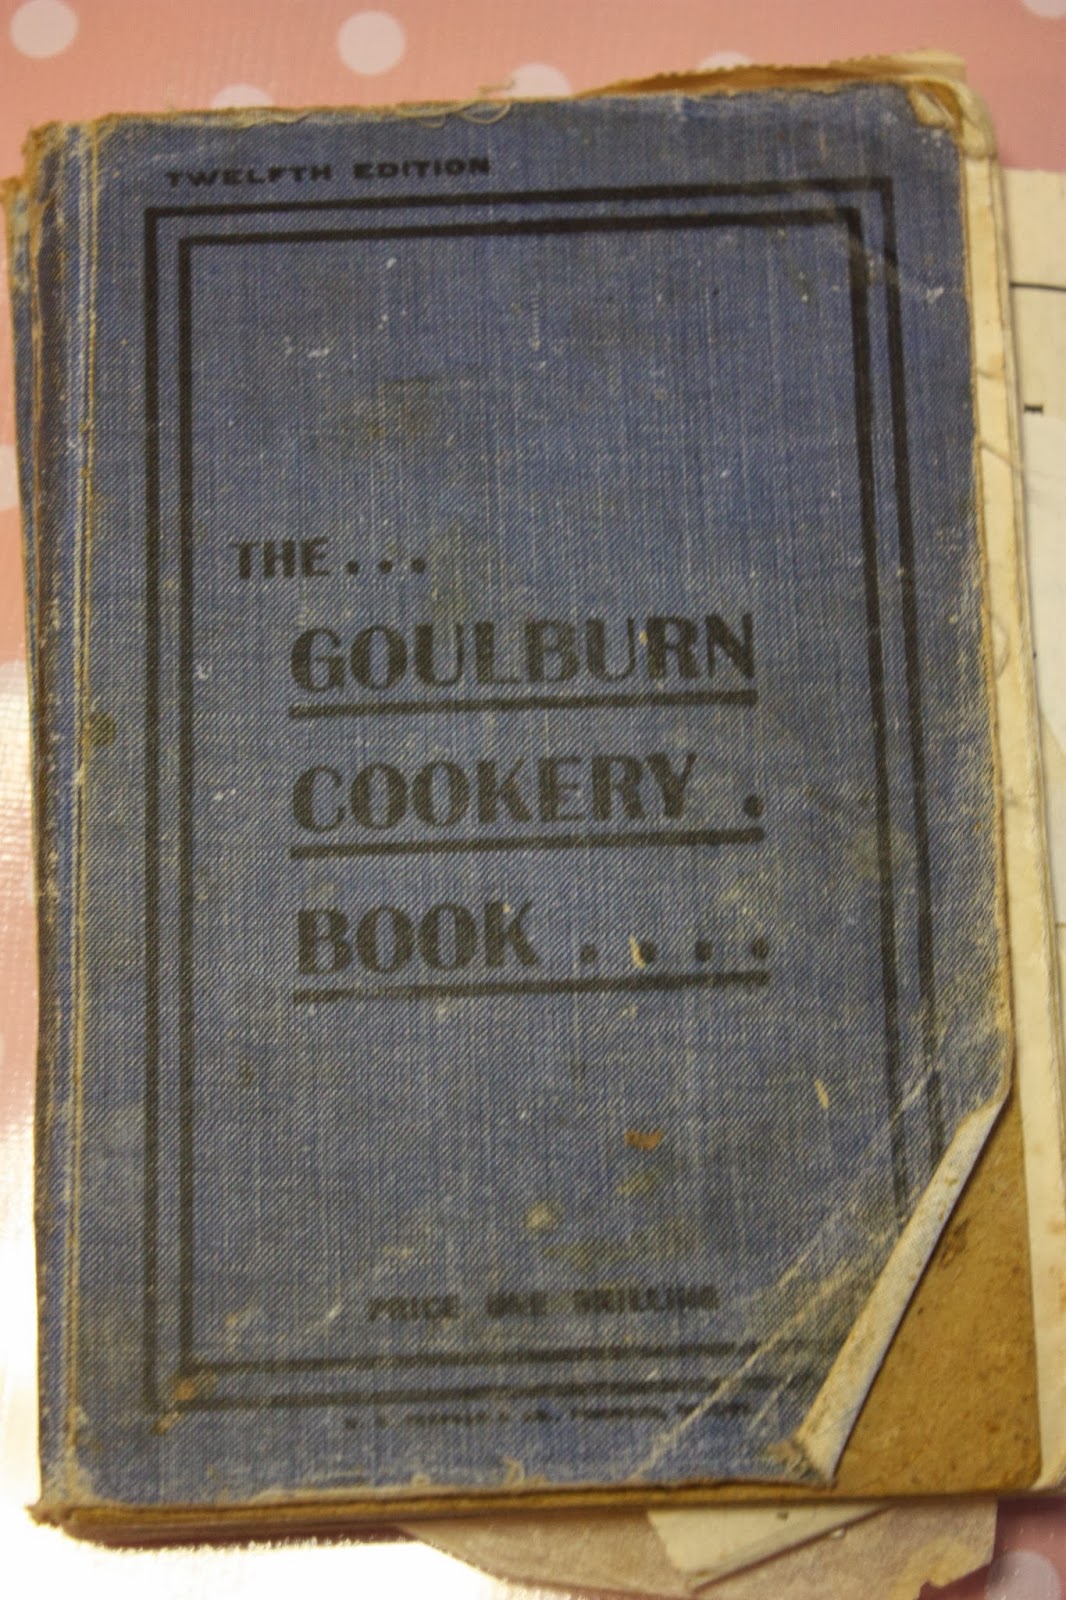 TWELFTH EDITION
THE...
GOULBURN
COOKERY .
BOOK ....
PRICE ONE SHILLING